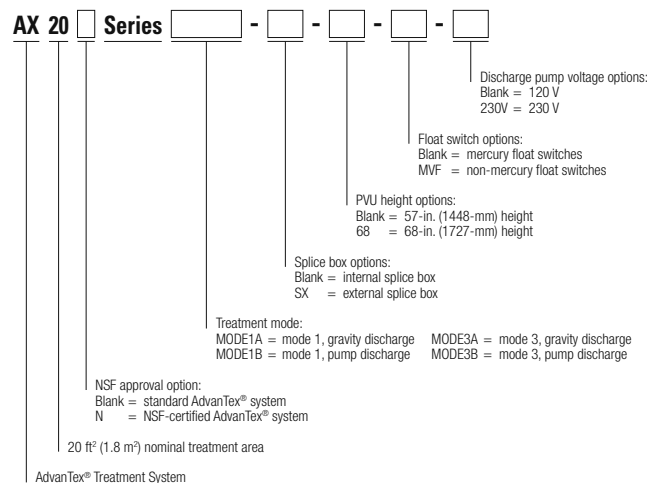 AX 20 Series - - - -
Discharge pump voltage options:
Blank = 120 V
230V = 230 V
Float switch options:
Blank = mercury float switches
MVF = non-mercury float switches
PVU height options:
Blank = 57-in. (1448-mm) height
68 = 68-in. (1727-mm) height
Splice box options:
Blank = internal splice box
SX = external splice box
Treatment mode:
MODE1A = mode 1, gravity discharge MODE3A = mode 3, gravity discharge
MODE1B = mode 1, pump discharge MODE3B = mode 3, pump discharge
NSF approval option:
Blank = standard AdvanTex® system
N = NSF-certified AdvanTex® system
20 ft² (1.8 m²) nominal treatment area
AdvanTex® Treatment System